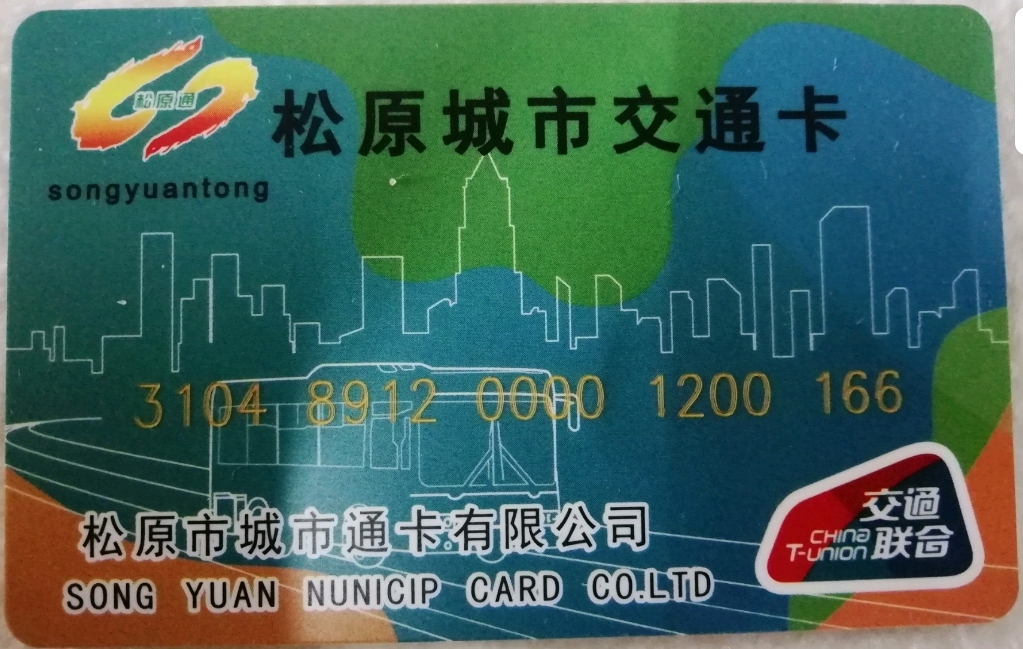 松原通
songyuantong
松原城市交通卡
3104 8912 0000 1200 166
松原市城市通卡有限公司
SONG YUAN NUNICIP CARD CO.LTD
交通
联合
CHINA
T-UNION